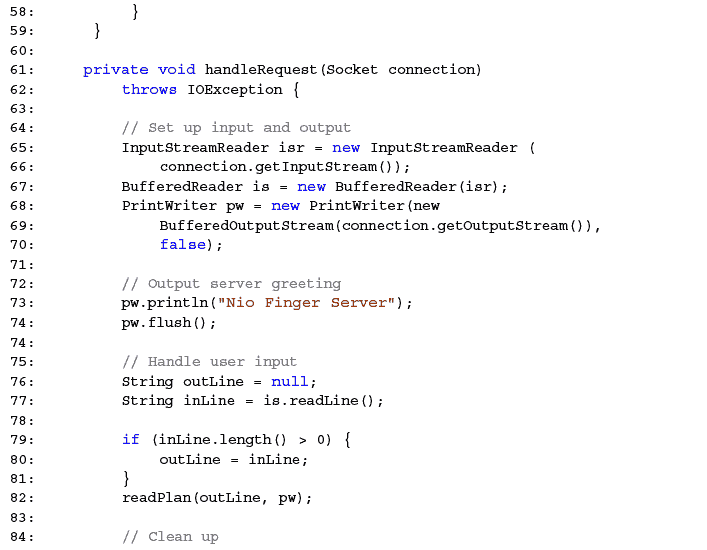 58:            }
59:       }
60:
61:      private void handleRequest(Socket connection)
62:          throws IOException {
63:
64:          // Set up input and output
65:          InputStreamReader isr = new InputStreamReader (
66:              connection.getInputStream());
67:          BufferedReader is = new BufferedReader(isr);
68:          PrintWriter pw = new PrintWriter(new
69:              BufferedOutputStream(connection.getOutputStream()),
70:              false);
71:
72:          // Output server greeting
73:          pw.println("Nio Finger Server");
74:          pw.flush();
74:
75:          // Handle user input
76:          String outLine = null;
77:          String inLine = is.readLine();
78:
79:          if (inLine.length() > 0) {
80:              outLine = inLine;
81:          }
82:          readPlan(outLine, pw);
83:
84:          // Clean up